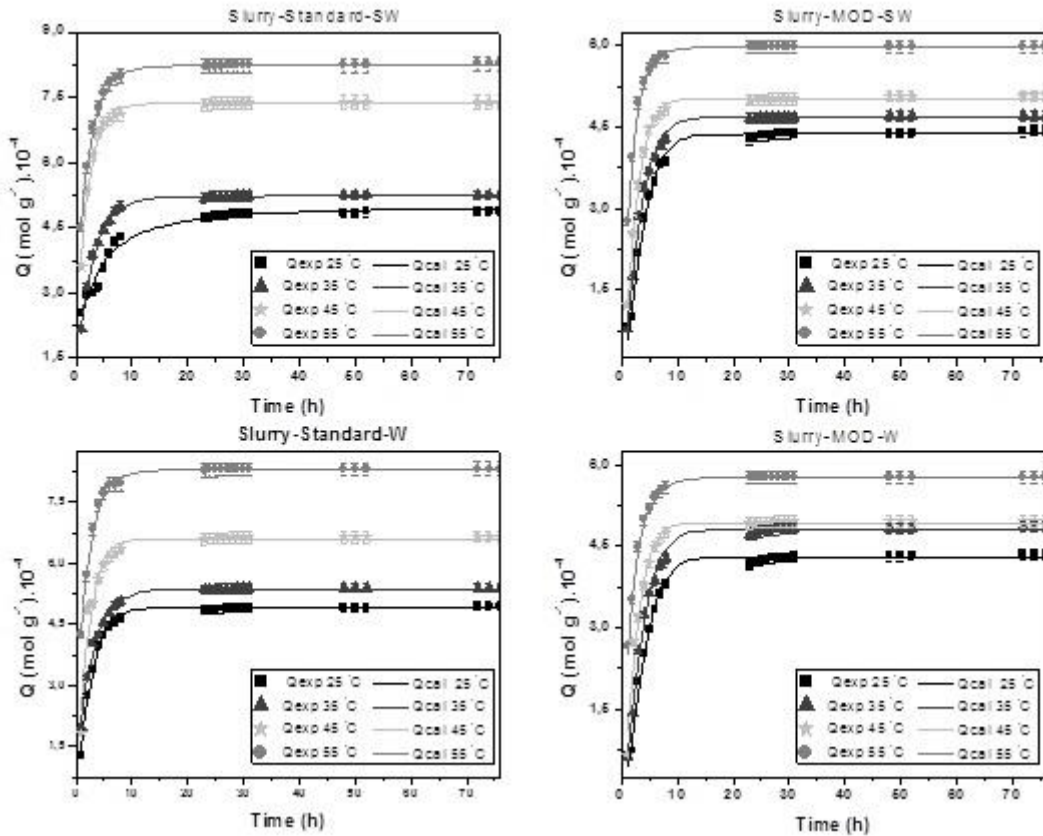 Slurry-Standard-SW
Q (mol g⁻¹).10⁻⁴
9,0
7,5
6,0
4,5
3,0
1,5
Qexp 25˚C Qcal 25˚C
Qexp 35˚C Qcal 35˚C
Qexp 45˚C Qcal 45˚C
Qexp 55˚C Qcal 55˚C
0 10 20 30 40 50 60 70
Time (h)
Slurry-MOD-SW
Q (mol g⁻¹).10⁻⁴
6,0
4,5
3,0
1,5
Qexp 25˚C Qcal 25˚C
Qexp 35˚C Qcal 35˚C
Qexp 45˚C Qcal 45˚C
Qexp 55˚C Qcal 55˚C
0 10 20 30 40 50 60 70
Time (h)
Slurry-Standard-W
Q (mol g⁻¹).10⁻⁴
7,5
6,0
4,5
3,0
1,5
Qexp 25˚C Qcal 25˚C
Qexp 35˚C Qcal 35˚C
Qexp 45˚C Qcal 45˚C
Qexp 55˚C Qcal 55˚C
0 10 20 30 40 50 60 70
Time (h)
Slurry-MOD-W
Q (mol g⁻¹).10⁻⁴
6,0
4,5
3,0
1,5
Qexp 25˚C Qcal 25˚C
Qexp 35˚C Qcal 35˚C
Qexp 45˚C Qcal 45˚C
Qexp 55˚C Qcal 55˚C
0 10 20 30 40 50 60 70
Time (h)